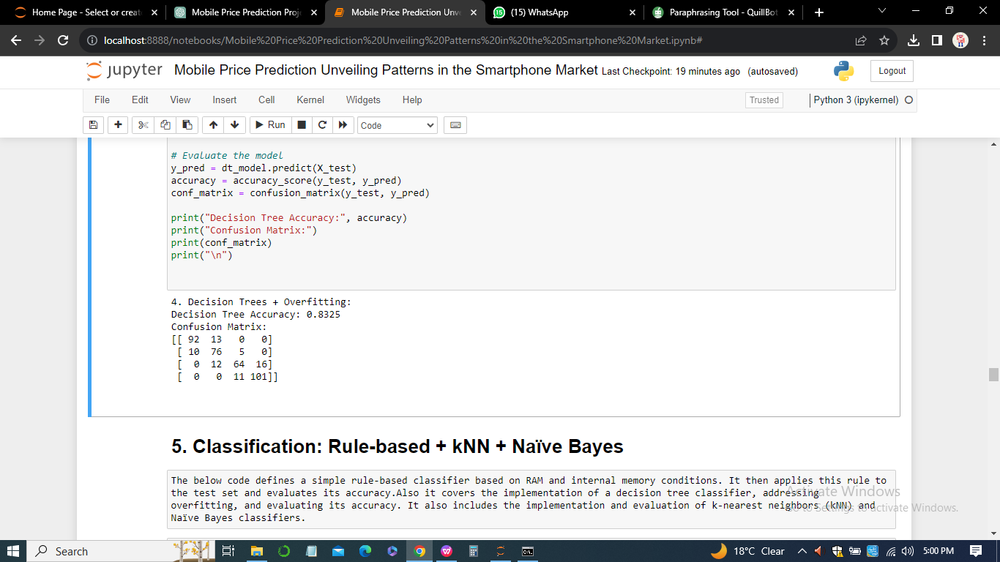 Home Page - Select or creat
Mobile Price Prediction Proj
Mobile Price Prediction Unv
(15) WhatsApp
Paraphrasing Tool - QuillBot
localhost:8888/notebooks/Mobile%20Price%20Prediction%20Unveiling%20Patterns%20in%20the%20Smartphone%20Market.ipynb#
jupyter Mobile Price Prediction Unveiling Patterns in the Smartphone Market Last Checkpoint: 19 minutes ago (autosaved)
Logout
File Edit View Insert Cell Kernel Widgets Help
Trusted
Python 3 (ipykernel)
Run
Code
# Evaluate the model
y_pred = dt_model.predict(X_test)
accuracy = accuracy_score(y_test, y_pred)
conf_matrix = confusion_matrix(y_test, y_pred)
print("Decision Tree Accuracy:", accuracy)
print("Confusion Matrix:")
print(conf_matrix)
print("\n")
4. Decision Trees + Overfitting:
Decision Tree Accuracy: 0.8325
Confusion Matrix:
[[ 92 13 0 0]
[ 10 76 5 0]
[ 0 12 64 16]
[ 0 0 11 101]]
5. Classification: Rule-based + kNN + Naïve Bayes
The below code defines a simple rule-based classifier based on RAM and internal memory conditions. It then applies this rule to
the test set and evaluates its accuracy.Also it covers the implementation of a decision tree classifier, addressing
overfitting, and evaluating its accuracy. It also includes the implementation and evaluation of k-nearest neighbors (kNN) and
Naïve Bayes classifiers.
Activate Windows
Go to Settings to activate Windows.
Search
18°C Clear
5:00 PM